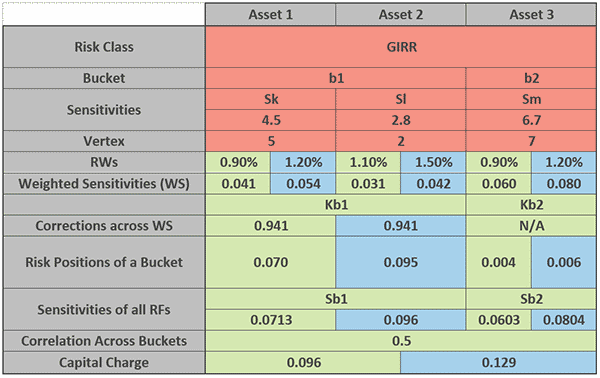 Asset 1 Asset 2 Asset 3
Risk Class GIRR
Bucket b1 b2
Sensitivities Sk Sl Sm
4.5 2.8 6.7
Vertex 5 2 7
RWs 0.90% 1.20% 1.10% 1.50% 0.90% 1.20%
Weighted Sensitivities (WS) 0.041 0.054 0.031 0.042 0.060 0.080
Kb1 Kb2
Corrections across WS 0.941 0.941 N/A
Risk Positions of a Bucket 0.070 0.095 0.004 0.006
Sensitivities of all RFs Sb1 Sb2
0.0713 0.096 0.0603 0.0804
Correlation Across Buckets 0.5
Capital Charge 0.096 0.129